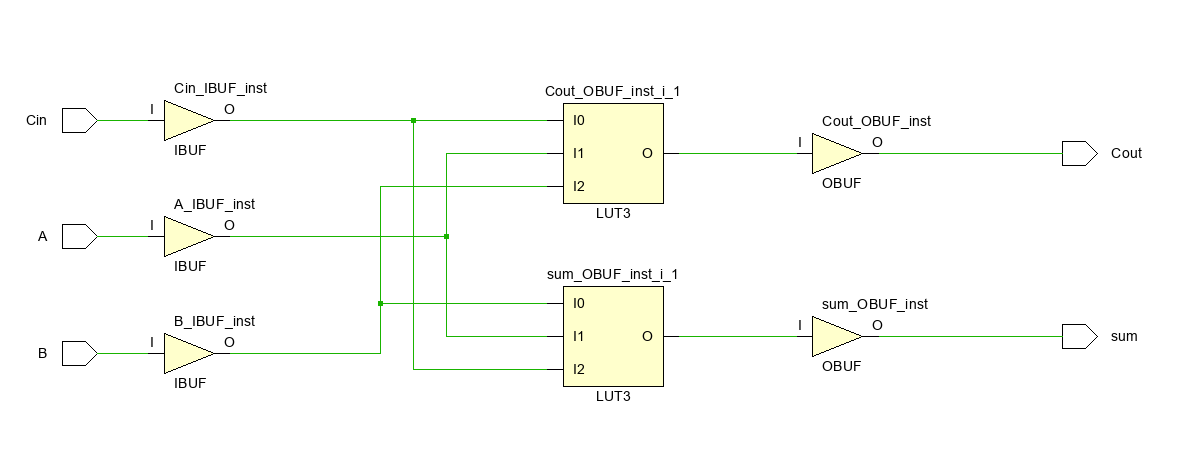 Cin_IBUF_inst
Cin
I
O
IBUF
A_IBUF_inst
A
I
O
IBUF
B_IBUF_inst
B
I
O
IBUF
Cout_OBUF_inst_i_1
I0
I1
I2
O
LUT3
sum_OBUF_inst_i_1
I0
I1
I2
O
LUT3
Cout_OBUF_inst
I
O
OBUF
Cout
sum_OBUF_inst
I
O
OBUF
sum